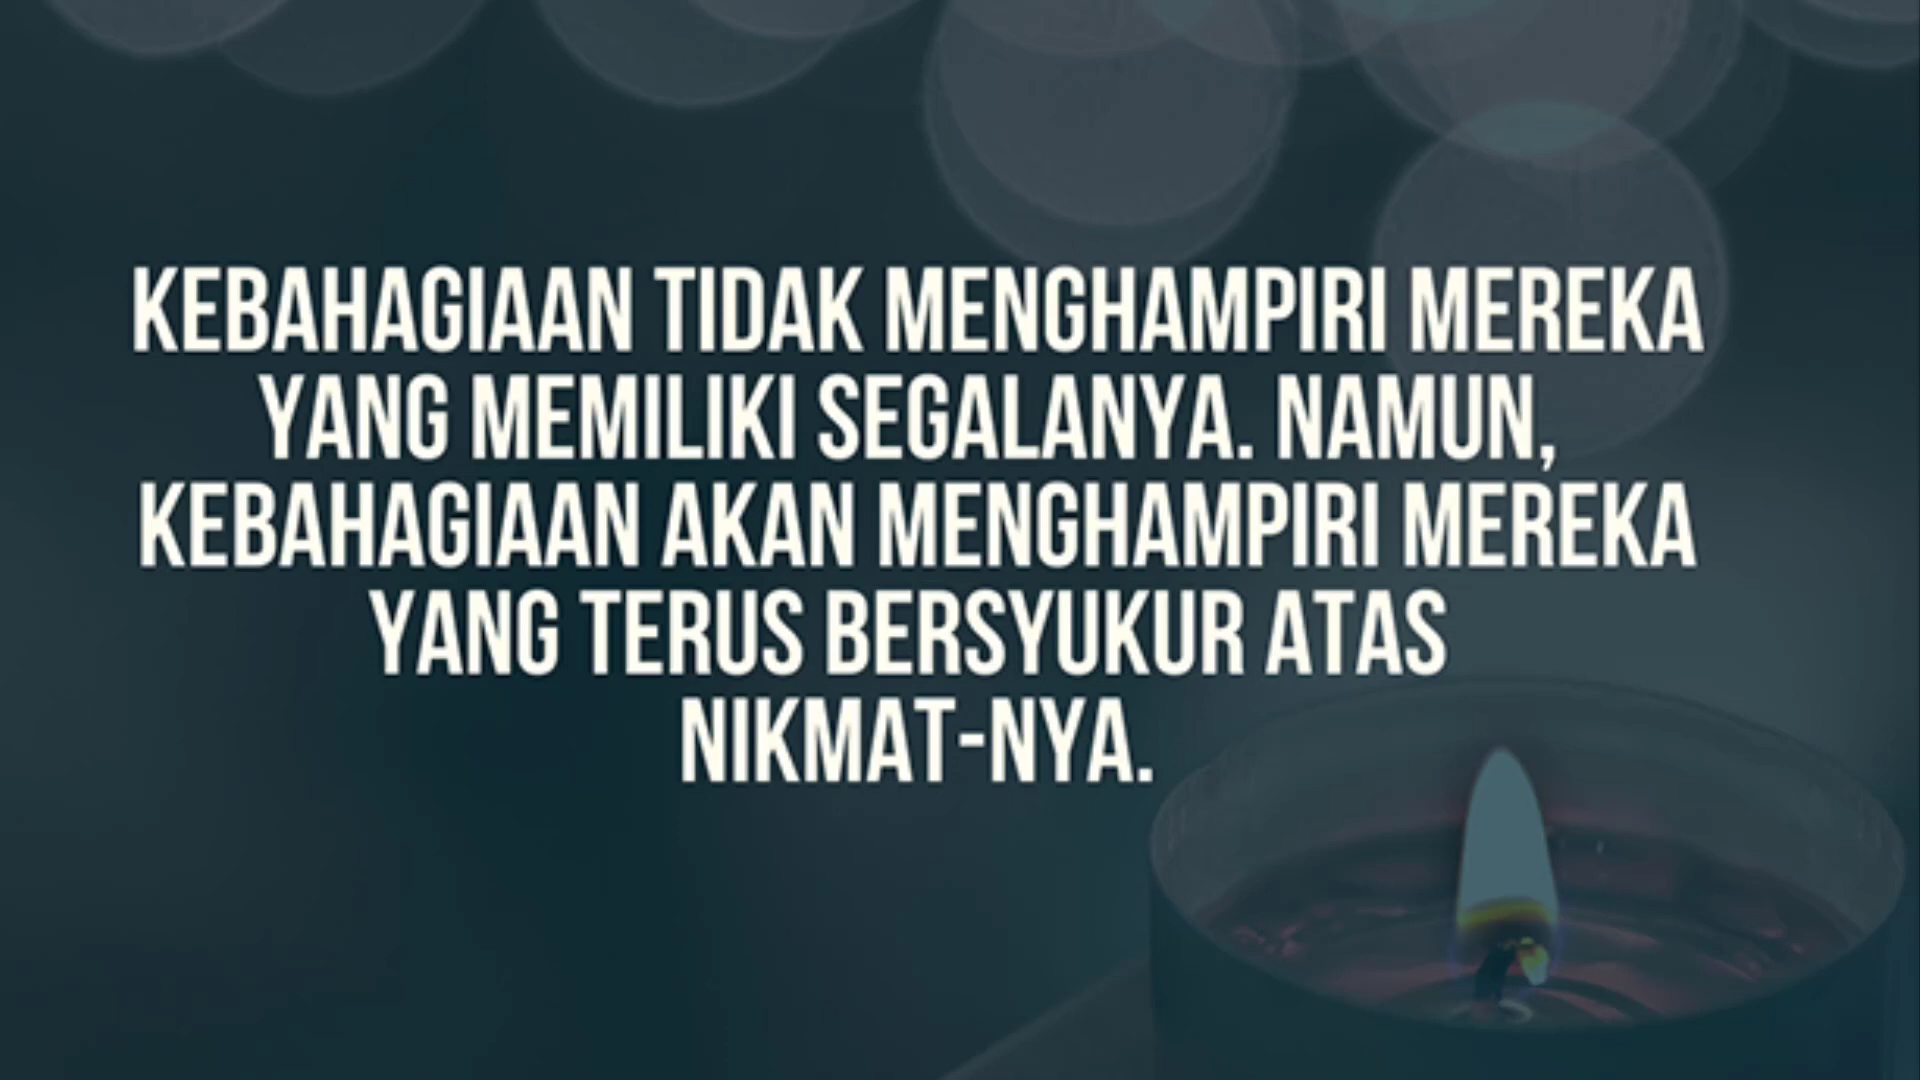 KEBAHAGIAAN TIDAK MENGHAMPIRI MEREKA
YANG MEMILIKI SEGALANYA. NAMUN,
KEBAHAGIAAN AKAN MENGHAMPIRI MEREKA
YANG TERUS BERSYUKUR ATAS
NIKMAT-NYA.